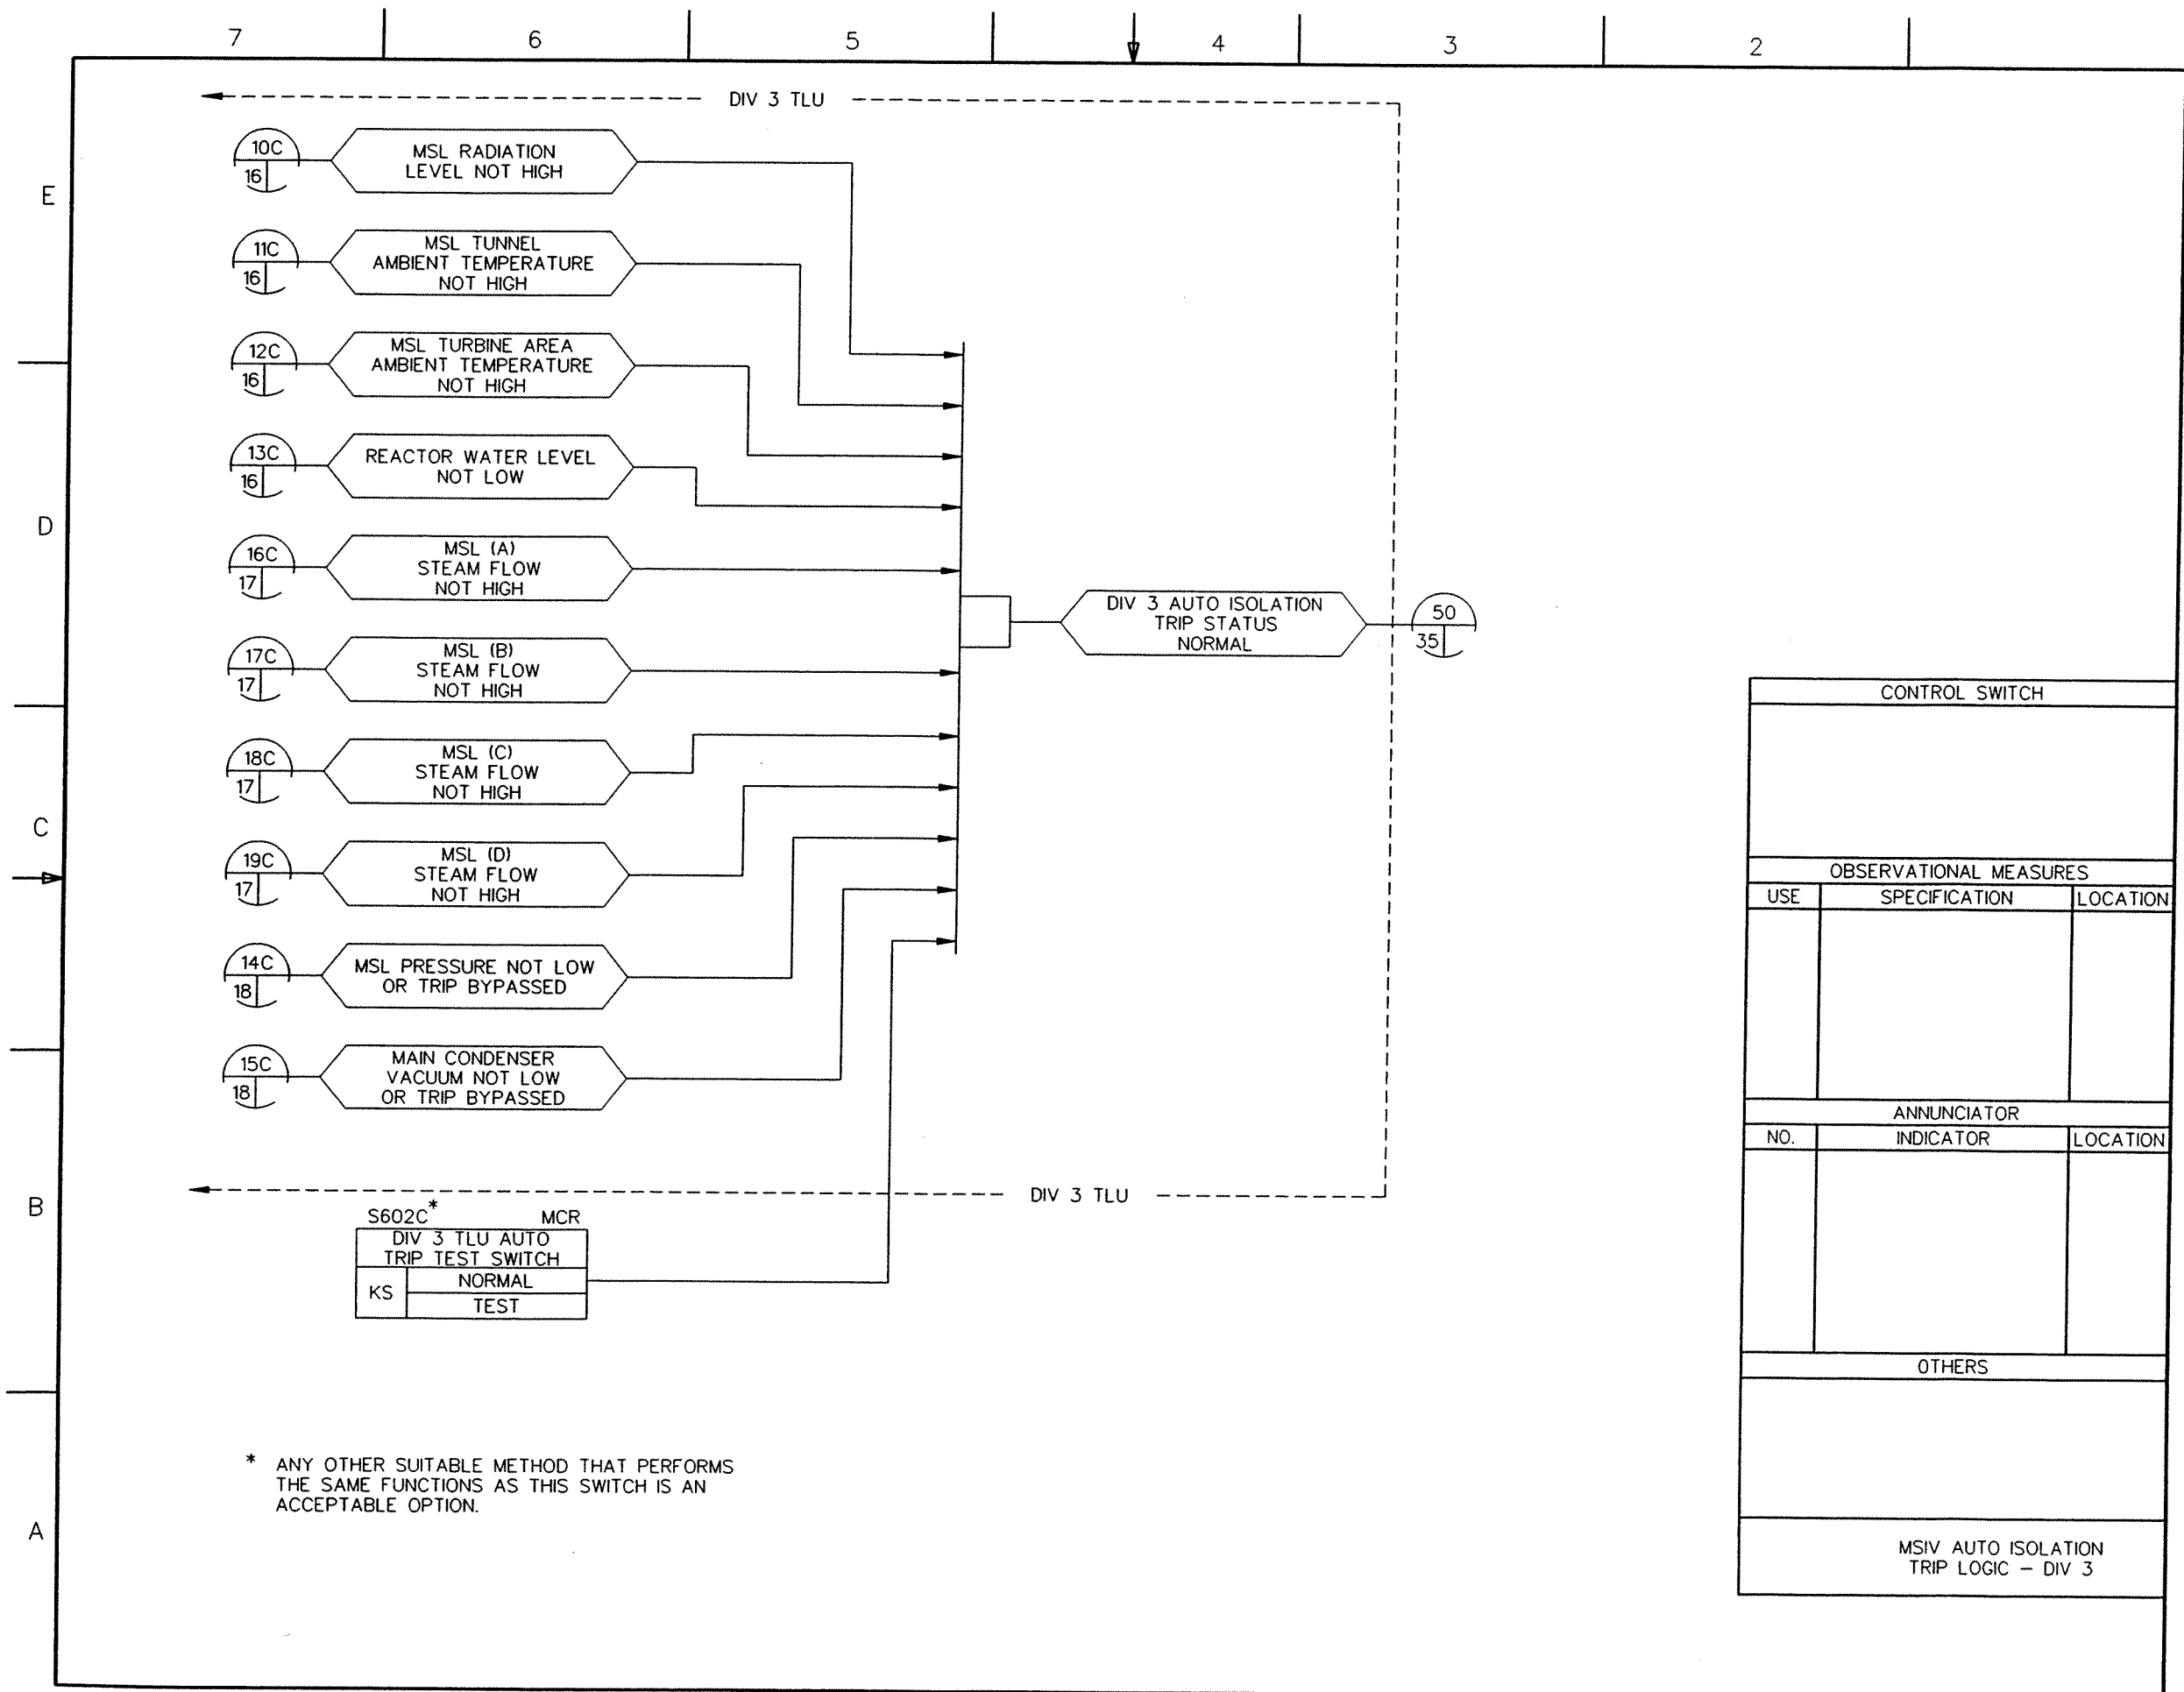 7 6 5 4 3 2
E
D
C
B
A
DIV 3 TLU
10C
16
MSL RADIATION
LEVEL NOT HIGH
11C
16
MSL TUNNEL
AMBIENT TEMPERATURE
NOT HIGH
12C
16
MSL TURBINE AREA
AMBIENT TEMPERATURE
NOT HIGH
13C
16
REACTOR WATER LEVEL
NOT LOW
16C
17
MSL (A)
STEAM FLOW
NOT HIGH
17C
17
MSL (B)
STEAM FLOW
NOT HIGH
18C
17
MSL (C)
STEAM FLOW
NOT HIGH
19C
17
MSL (D)
STEAM FLOW
NOT HIGH
14C
18
MSL PRESSURE NOT LOW
OR TRIP BYPASSED
15C
18
MAIN CONDENSER
VACUUM NOT LOW
OR TRIP BYPASSED
DIV 3 AUTO ISOLATION
TRIP STATUS
NORMAL
50
35
DIV 3 TLU
S602C* MCR
DIV 3 TLU AUTO
TRIP TEST SWITCH
KS
NORMAL
TEST
* ANY OTHER SUITABLE METHOD THAT PERFORMS
THE SAME FUNCTIONS AS THIS SWITCH IS AN
ACCEPTABLE OPTION.
CONTROL SWITCH
OBSERVATIONAL MEASURES
USE SPECIFICATION LOCATION
ANNUNCIATOR
NO. INDICATOR LOCATION
OTHERS
MSIV AUTO ISOLATION
TRIP LOGIC – DIV 3